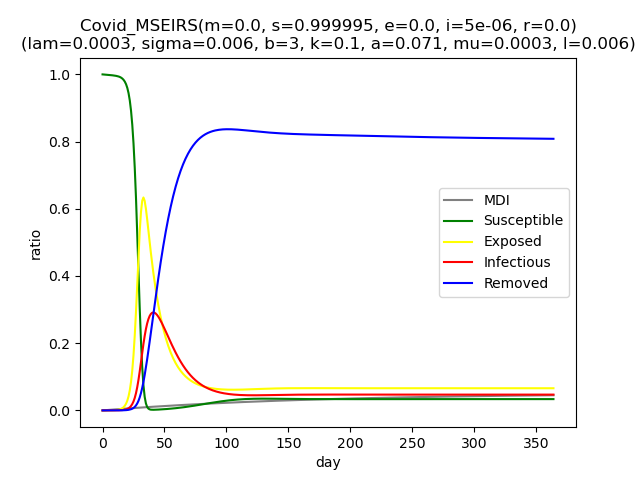 Covid_MSEIRS(m=0.0, s=0.999995, e=0.0, i=5e-06, r=0.0)
(lam=0.0003, sigma=0.006, b=3, k=0.1, a=0.071, mu=0.0003, l=0.006)
1.0
0.8
0.6
0.4
0.2
0.0
ratio
MDI
Susceptible
Exposed
Infectious
Removed
0 50 100 150 200 250 300 350
day